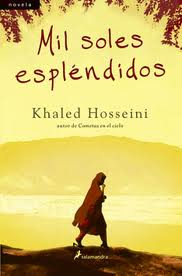 novela
Mil soles
espléndidos
Khaled Hosseini
autor de Cometas en el cielo
salamandra